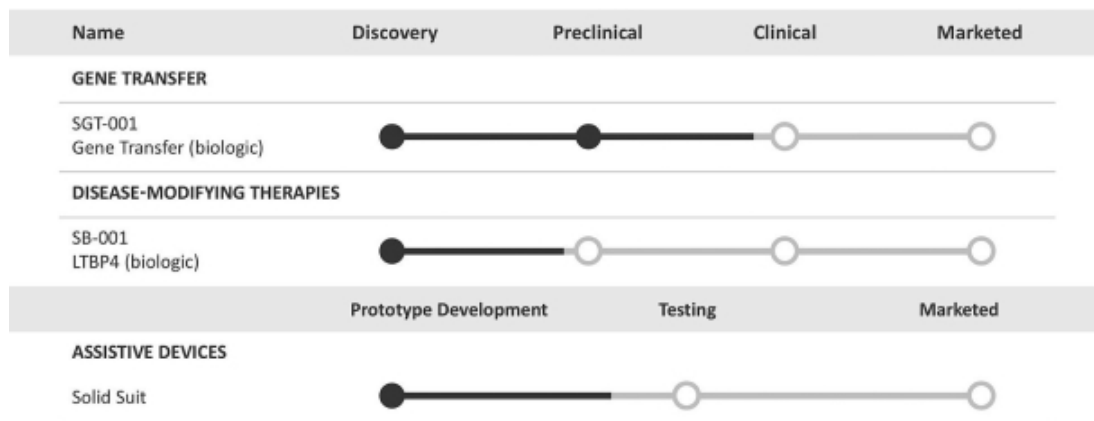 Name Discovery Preclinical Clinical Marketed
GENE TRANSFER
SGT-001
Gene Transfer (biologic)
DISEASE-MODIFYING THERAPIES
SB-001
LTBP4 (biologic)
Prototype Development Testing Marketed
ASSISTIVE DEVICES
Solid Suit